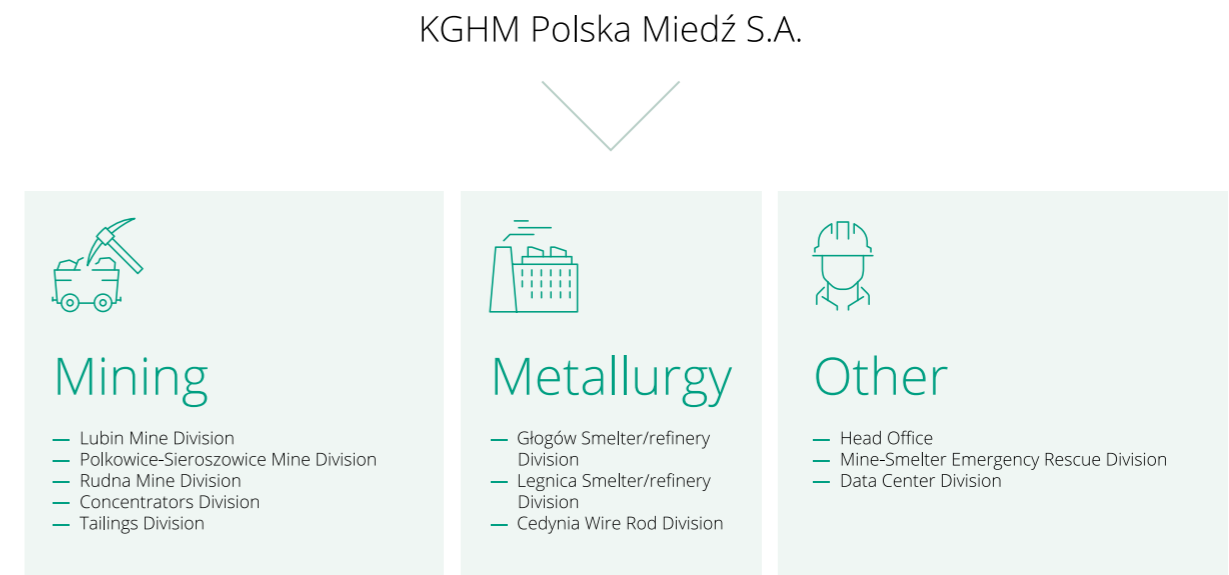 KGHM Polska Miedź S.A.
Mining
— Lubin Mine Division
— Polkowice-Sieroszowice Mine Division
— Rudna Mine Division
— Concentrators Division
— Tailings Division
Metallurgy
— Głogów Smelter/refinery
Division
— Legnica Smelter/refinery
Division
— Cedynia Wire Rod Division
Other
— Head Office
— Mine-Smelter Emergency Rescue Division
— Data Center Division